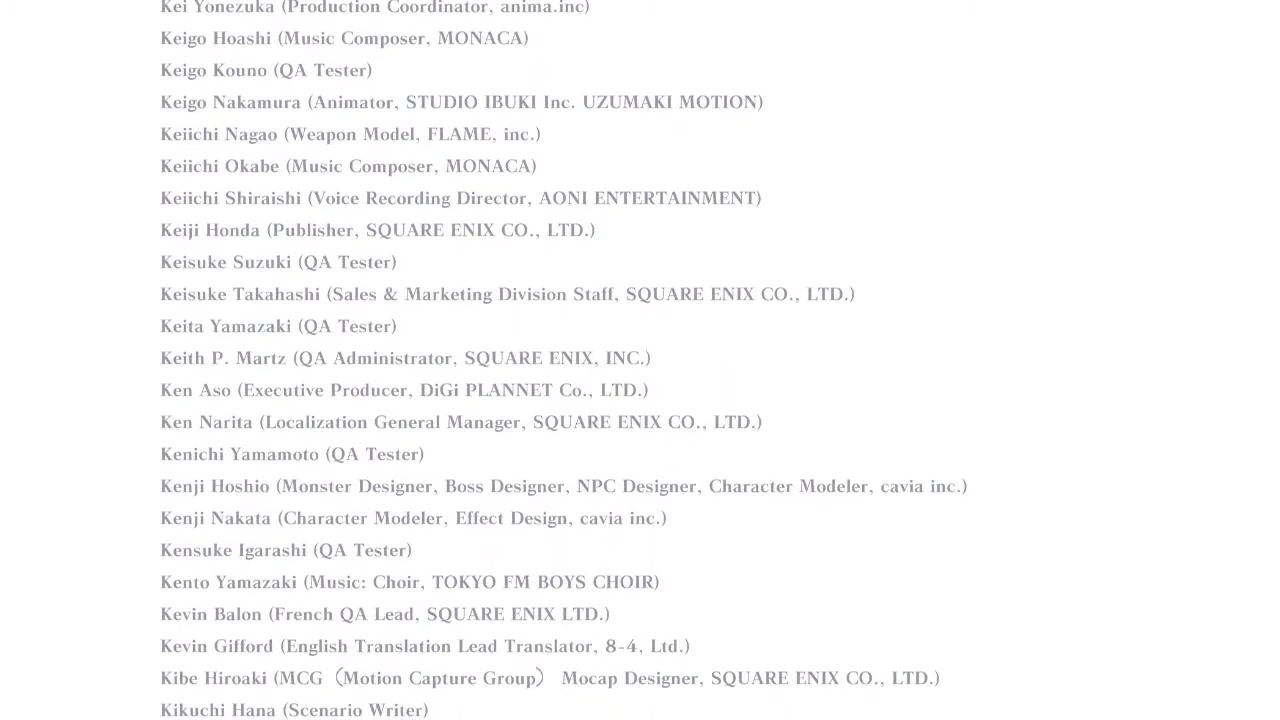 Kei Yonezuka (Production Coordinator, anima.inc)
Keigo Hoashi (Music Composer, MONACA)
Keigo Kouno (QA Tester)
Keigo Nakamura (Animator, STUDIO IBUKI Inc. UZUMAKI MOTION)
Keiichi Nagao (Weapon Model, FLAME, inc.)
Keiichi Okabe (Music Composer, MONACA)
Keiichi Shiraishi (Voice Recording Director, AONI ENTERTAINMENT)
Keiji Honda (Publisher, SQUARE ENIX CO., LTD.)
Keisuke Suzuki (QA Tester)
Keisuke Takahashi (Sales & Marketing Division Staff, SQUARE ENIX CO., LTD.)
Keita Yamazaki (QA Tester)
Keith P. Martz (QA Administrator, SQUARE ENIX, INC.)
Ken Aso (Executive Producer, DiGi PLANNET Co., LTD.)
Ken Narita (Localization General Manager, SQUARE ENIX CO., LTD.)
Kenichi Yamamoto (QA Tester)
Kenji Hoshio (Monster Designer, Boss Designer, NPC Designer, Character Modeler, cavia inc.)
Kenji Nakata (Character Modeler, Effect Design, cavia inc.)
Kensuke Igarashi (QA Tester)
Kento Yamazaki (Music: Choir, TOKYO FM BOYS CHOIR)
Kevin Balon (French QA Lead, SQUARE ENIX LTD.)
Kevin Gifford (English Translation Lead Translator, 8-4, Ltd.)
Kibe Hiroaki (MCG（Motion Capture Group） Mocap Designer, SQUARE ENIX CO., LTD.)
Kikuchi Hana (Scenario Writer)